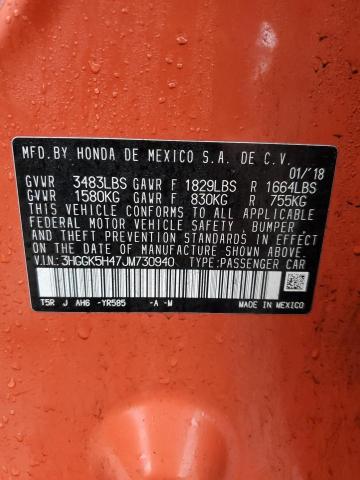 MFD.BY HONDA DE MEXICO S.A. DE C.V.
01/'18
GVWR 3483LBS GAWR F 1829LBS R 1664LBS
GVWR 1580KG GAWR F 830KG R 755KG
THIS VEHICLE CONFORMS TO ALL APPLICABLE
FEDERAL MOTOR VEHICLE SAFETY, BUMPER,
AND THEFT PREVENTION STANDARDS IN EFFECT ON THE
DATE OF MANUFACTURE SHOWN ABOVE.
V.I.N.: 3HGGK5H47JM730940 TYPE:PASSENGER CAR
T5R J AH6 -YR585 -A -M
MADE IN MEXICO